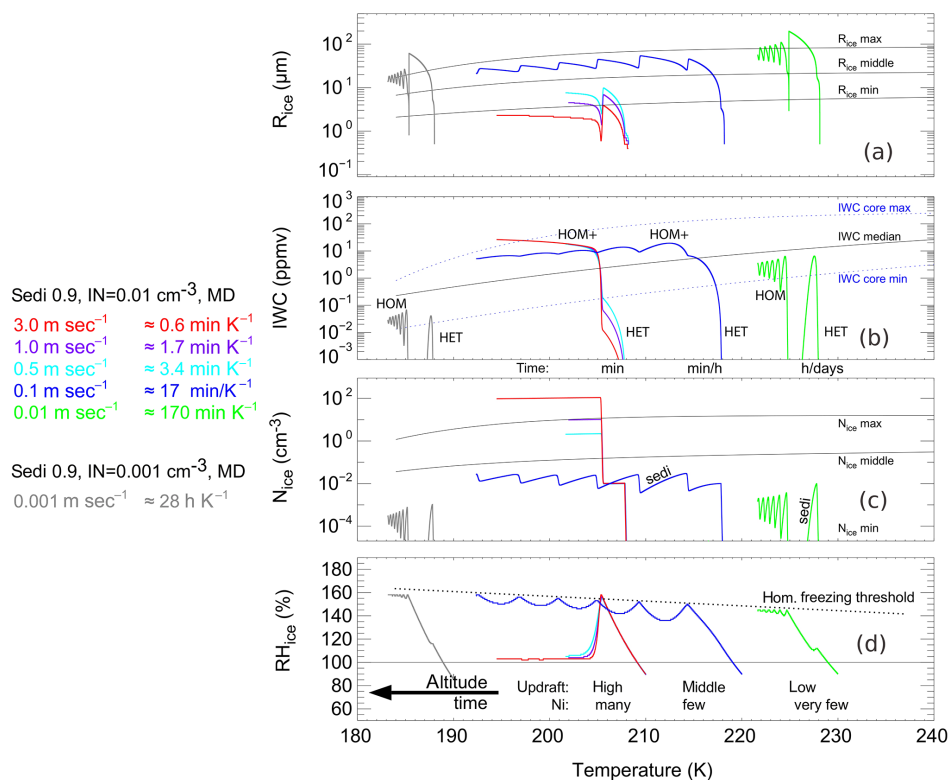 Sedi 0.9, IN=0.01 cm⁻³, MD
3.0 m sec⁻¹ ≈ 0.6 min K⁻¹
1.0 m sec⁻¹ ≈ 1.7 min K⁻¹
0.5 m sec⁻¹ ≈ 3.4 min K⁻¹
0.1 m sec⁻¹ ≈ 17 min/K⁻¹
0.01 m sec⁻¹ ≈ 170 min K⁻¹
Sedi 0.9, IN=0.001 cm⁻³, MD
0.001 m sec⁻¹ ≈ 28 h K⁻¹
R_ice (μm)
10²
10¹
10⁰
10⁻¹
R_ice max
R_ice middle
R_ice min
(a)
IWC (ppmv)
10³
10²
10¹
10⁰
10⁻¹
10⁻²
10⁻³
IWC core max
IWC median
IWC core min
HOM+ HOM+
HOM HOM
HET HET HET HET
(b)
Time: min min/h h/days
N_ice (cm⁻³)
10²
10⁰
10⁻²
10⁻⁴
N_ice max
N_ice middle
N_ice min
sedi
sedi
(c)
RH_ice (%)
180
160
140
120
100
80
60
Hom. freezing threshold
(d)
Altitude
time
Updraft: High Middle Low
Ni: many few very few
180 190 200 210 220 230 240
Temperature (K)